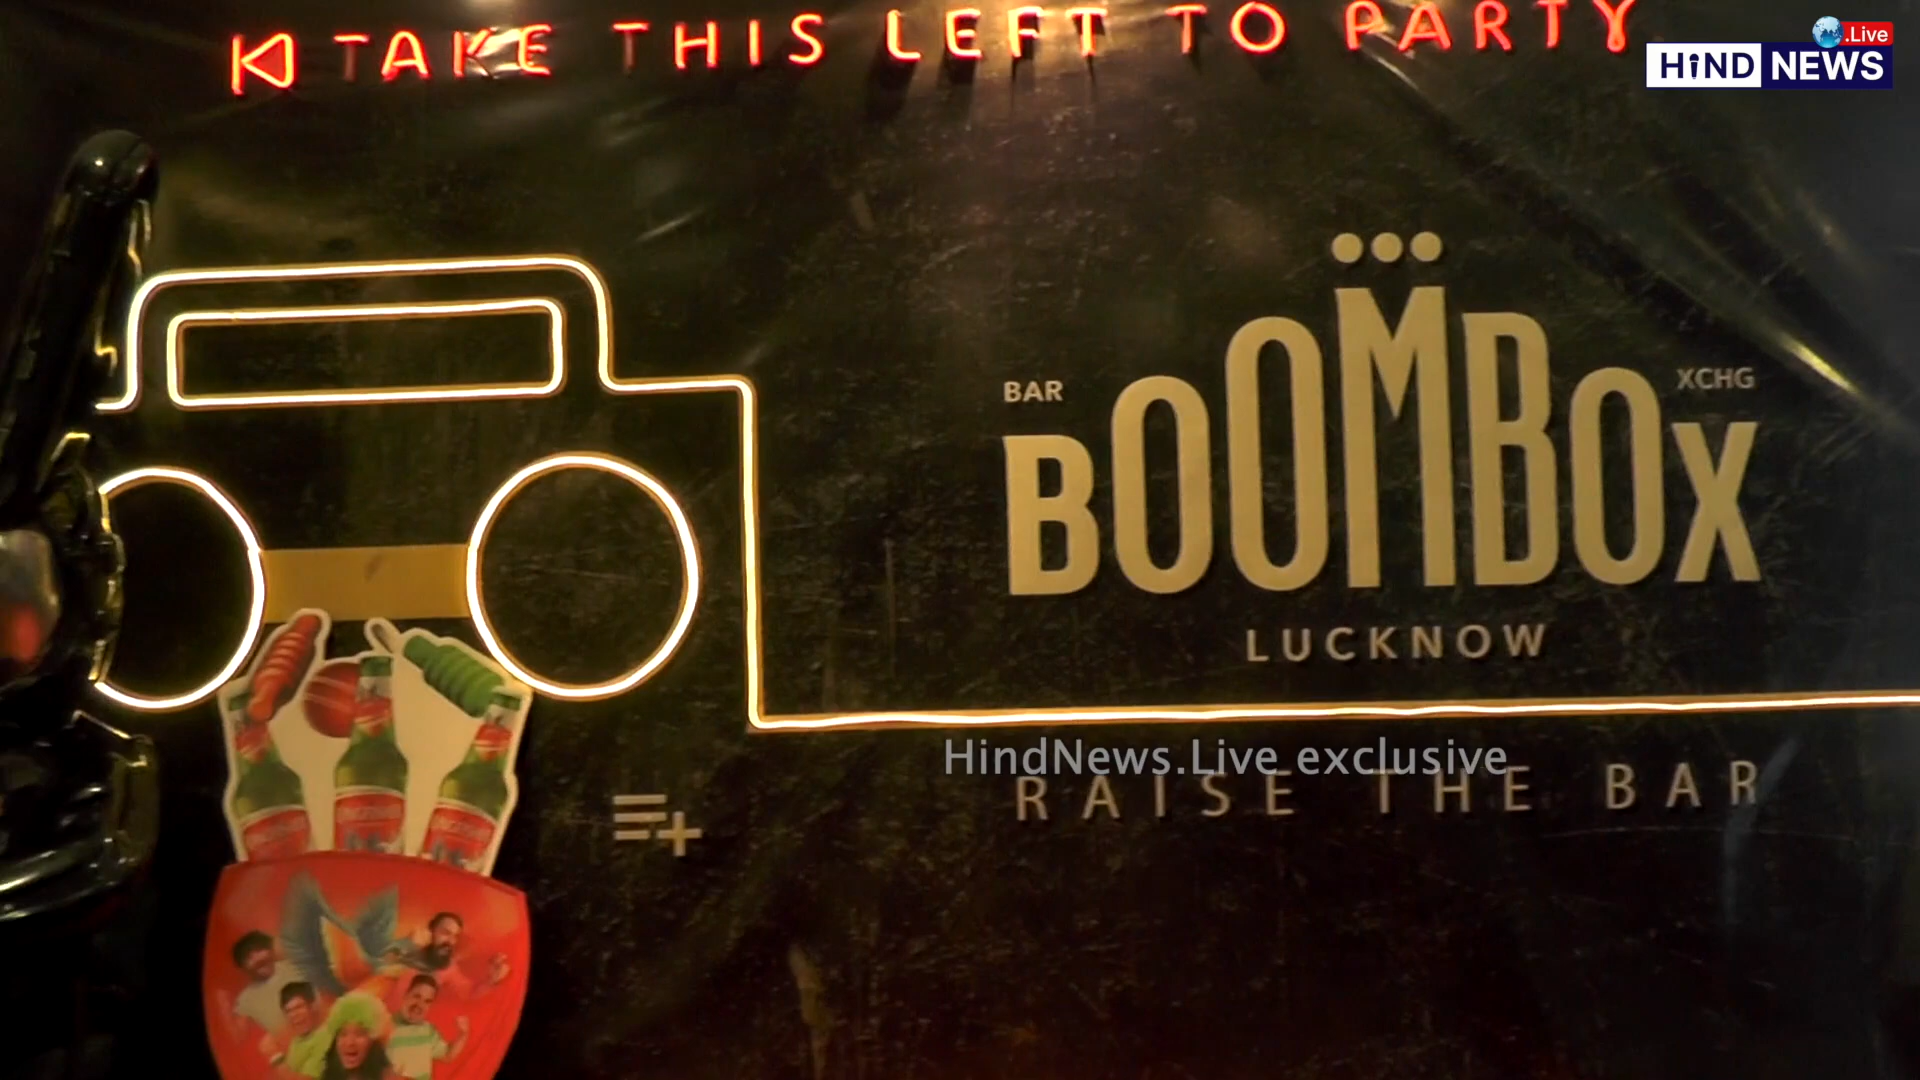 TAKE THIS LEFT TO PARTY
.Live
HIND NEWS
BAR
XCHG
BOOMBOX
LUCKNOW
HindNews.Live exclusive
RAISE THE BAR